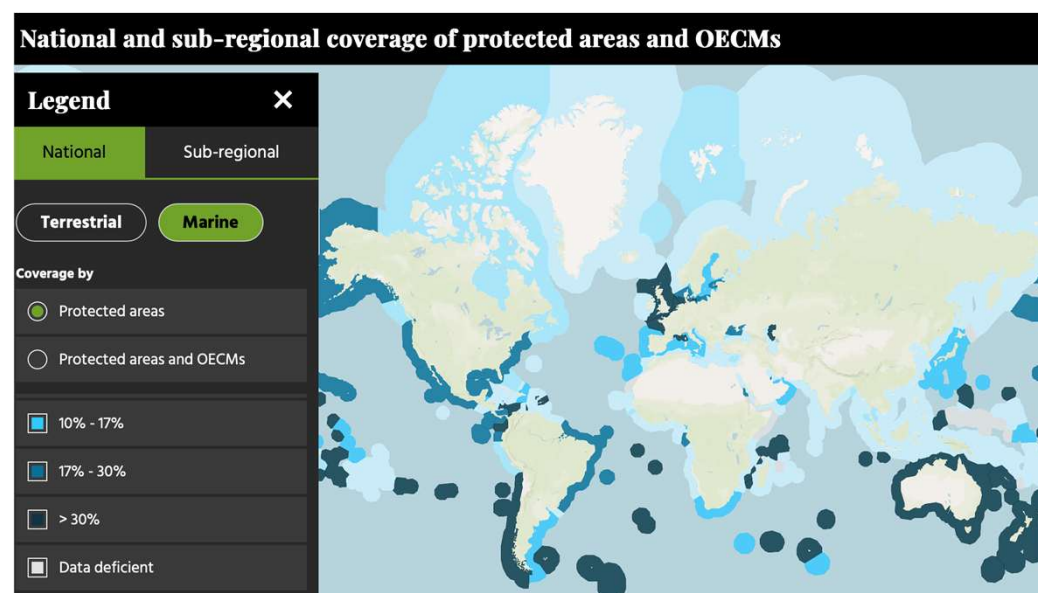 National and sub-regional coverage of protected areas and OECMs
Legend
National Sub-regional
Terrestrial Marine
Coverage by
Protected areas
Protected areas and OECMs
10% - 17%
17% - 30%
> 30%
Data deficient